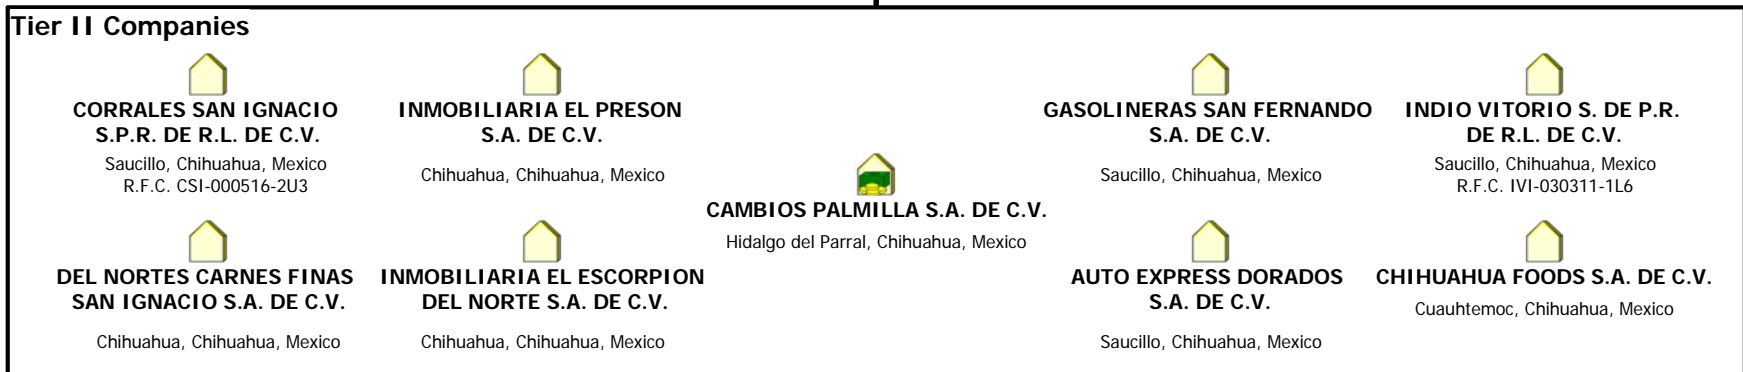 Tier II Companies
CORRALES SAN IGNACIO
S.P.R. DE R.L. DE C.V.
Saucillo, Chihuahua, Mexico
R.F.C. CSI-000516-2U3
INMOBILIARIA EL PRESON
S.A. DE C.V.
Chihuahua, Chihuahua, Mexico
CAMBIOS PALMILLA S.A. DE C.V.
Hidalgo del Parral, Chihuahua, Mexico
GASOLINERAS SAN FERNANDO
S.A. DE C.V.
Saucillo, Chihuahua, Mexico
INDIO VITORIO S. DE P.R.
DE R.L. DE C.V.
Saucillo, Chihuahua, Mexico
R.F.C. IVI-030311-1L6
DEL NORTES CARNES FINAS
SAN IGNACIO S.A. DE C.V.
Chihuahua, Chihuahua, Mexico
INMOBILIARIA EL ESCORPION
DEL NORTE S.A. DE C.V.
Chihuahua, Chihuahua, Mexico
AUTO EXPRESS DORADOS
S.A. DE C.V.
Saucillo, Chihuahua, Mexico
CHIHUAHUA FOODS S.A. DE C.V.
Cuauhtemoc, Chihuahua, Mexico